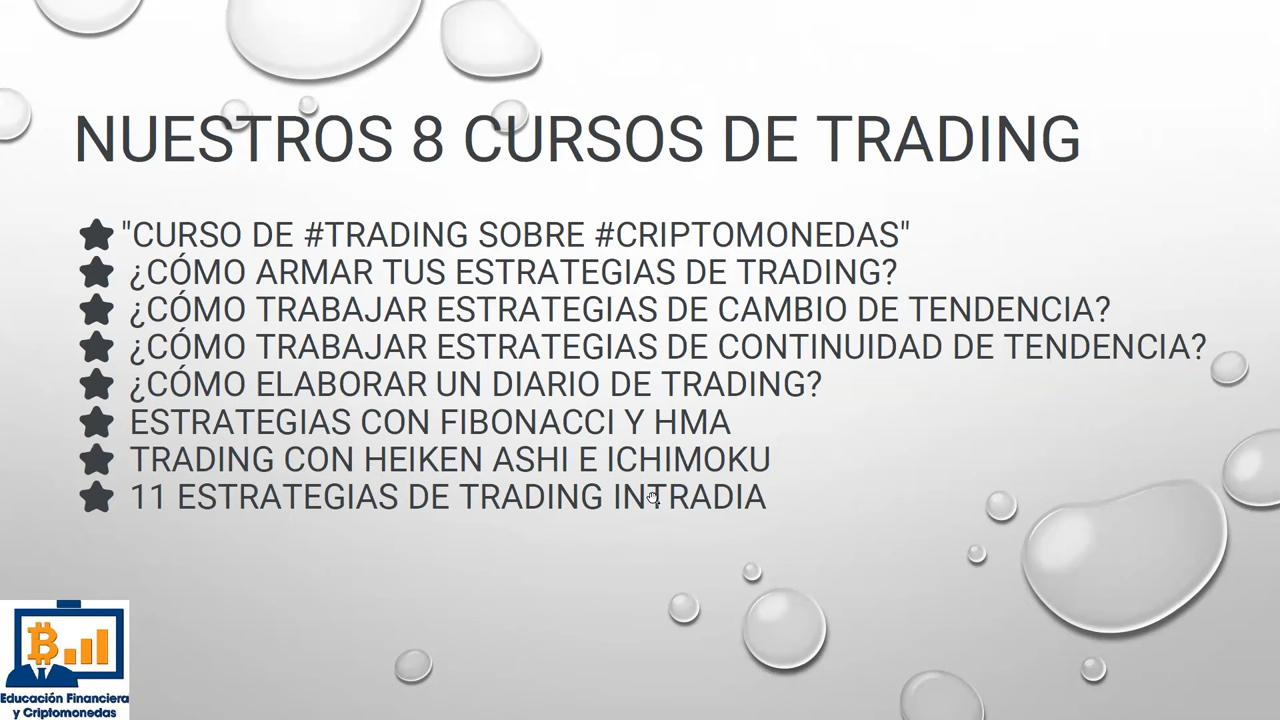 NUESTROS 8 CURSOS DE TRADING
"CURSO DE #TRADING SOBRE #CRIPTOMONEDAS"
¿CÓMO ARMAR TUS ESTRATEGIAS DE TRADING?
¿CÓMO TRABAJAR ESTRATEGIAS DE CAMBIO DE TENDENCIA?
¿CÓMO TRABAJAR ESTRATEGIAS DE CONTINUIDAD DE TENDENCIA?
¿CÓMO ELABORAR UN DIARIO DE TRADING?
ESTRATEGIAS CON FIBONACCI Y HMA
TRADING CON HEIKEN ASHI E ICHIMOKU
11 ESTRATEGIAS DE TRADING INTRADIA
Educación Financiera
y Criptomonedas